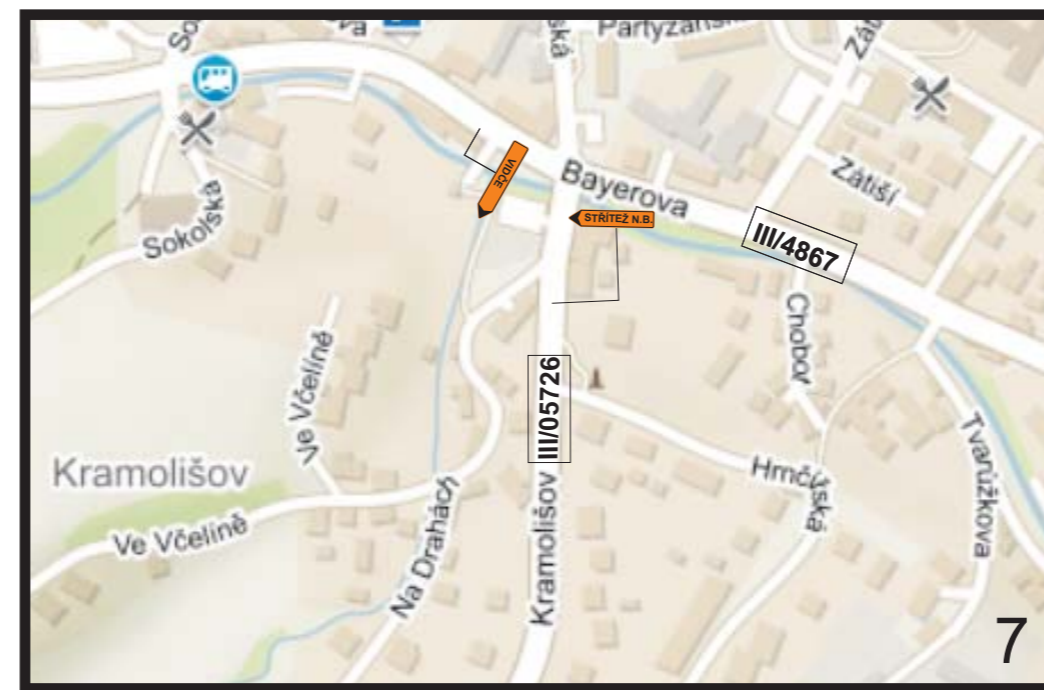 Partyzánská
ská
Bayerova
Zátiší
VIDČE
STŘÍTEŽ N.B.
III/4867
Sokolská
Ve Včelíně
Chobot
III/05726
Kramolišov
Hrnčířská
Tvarůžkova
Ve Včelíně
Na Drahách
Kramolišov
7